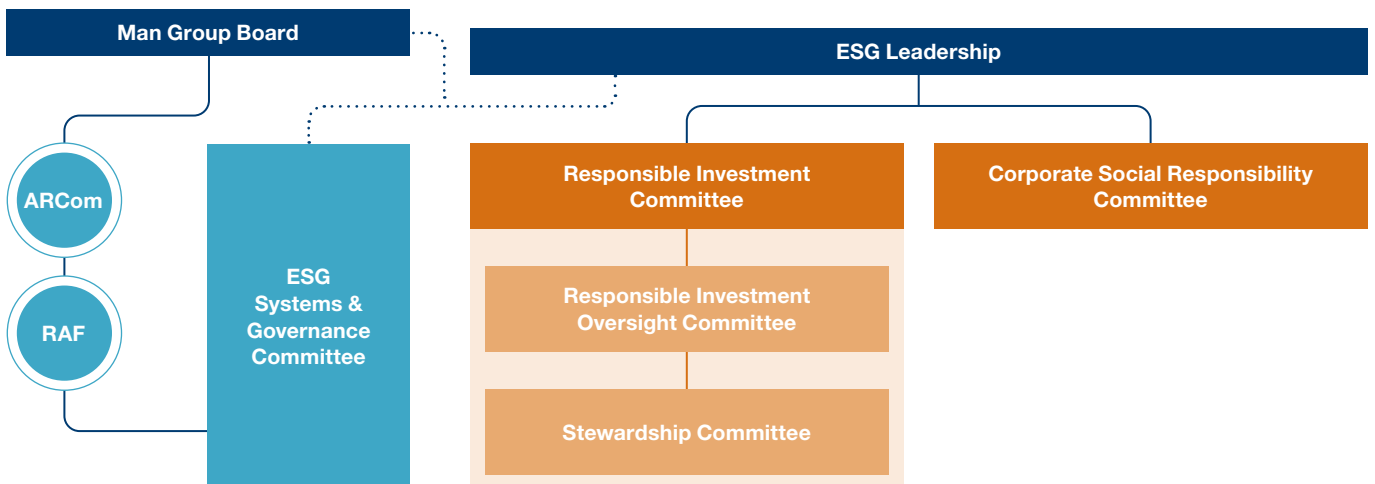 Man Group Board
ESG Leadership
ARCom
RAF
ESG
Systems &
Governance
Committee
Responsible Investment
Committee
Responsible Investment
Oversight Committee
Stewardship Committee
Corporate Social Responsibility
Committee